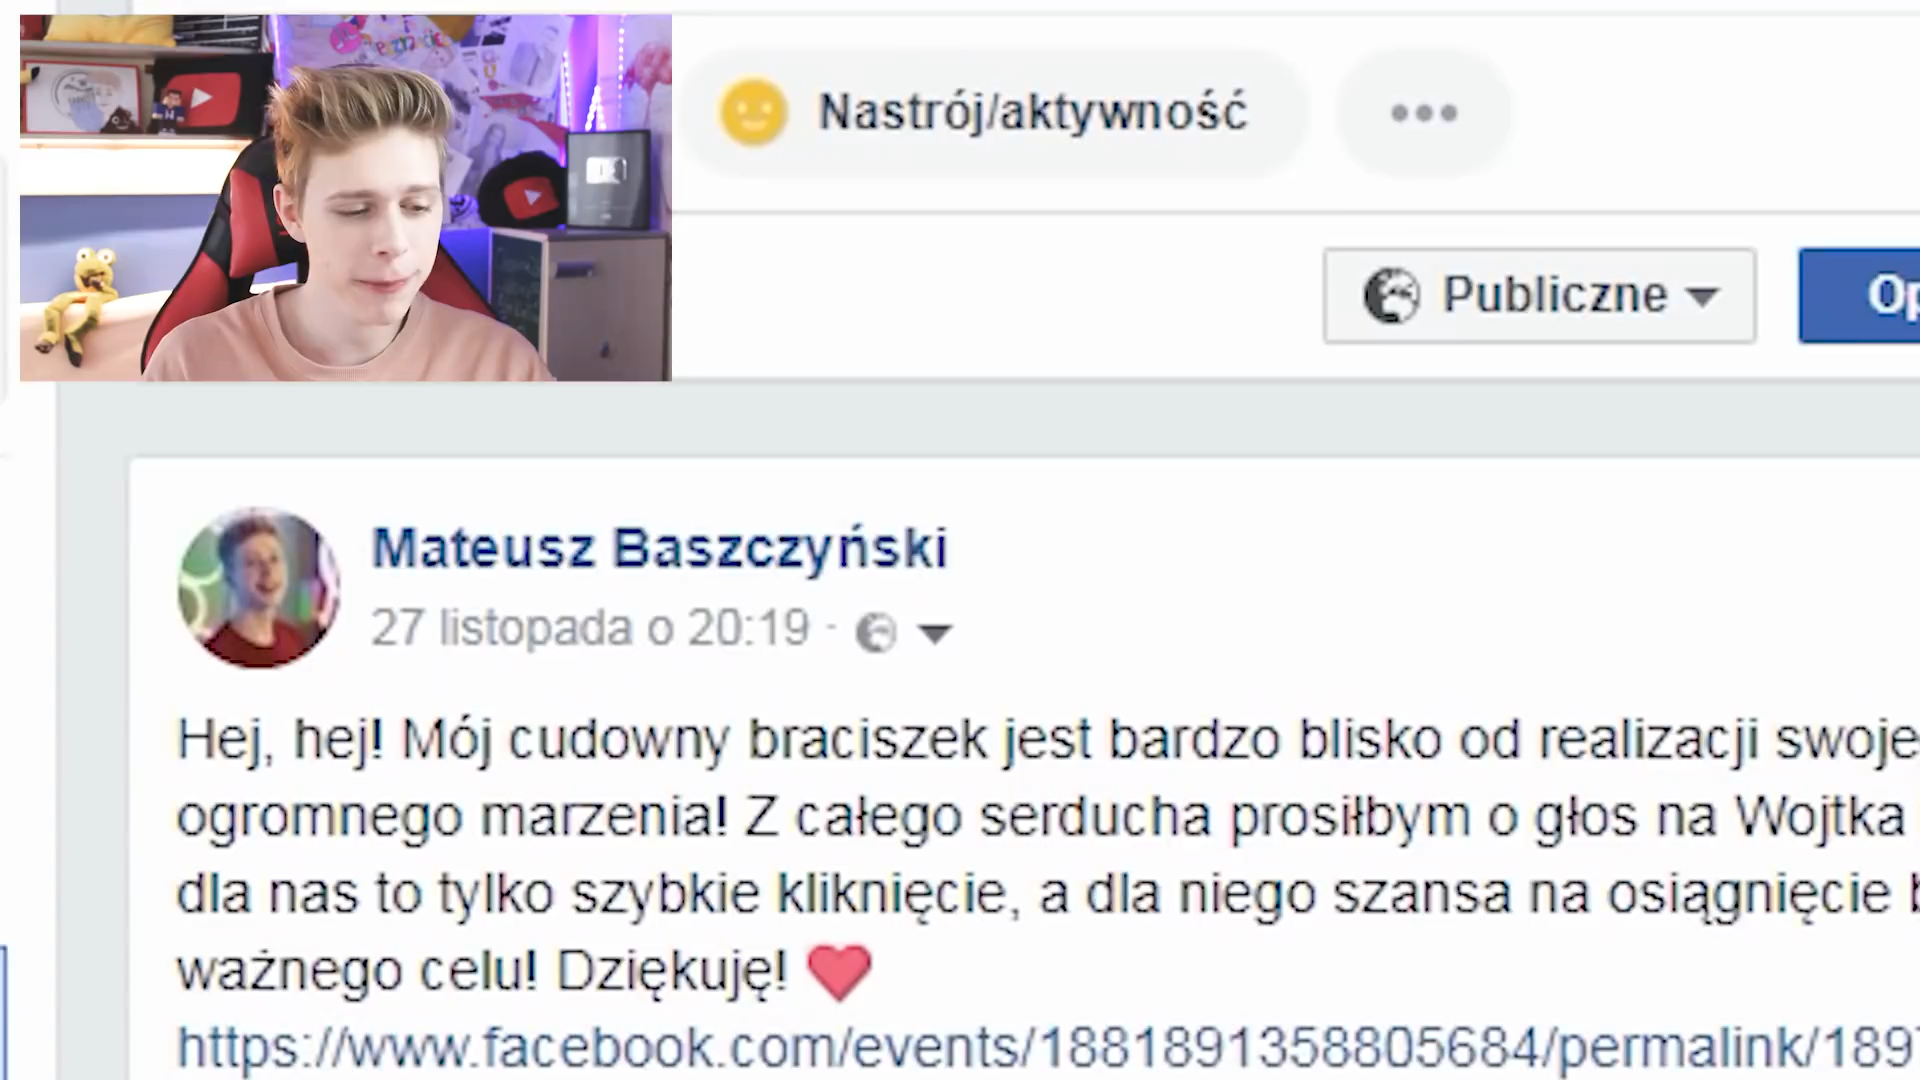 Nastrój/aktywność
Publiczne
Mateusz Baszczyński
27 listopada o 20:19 ·
Hej, hej! Mój cudowny braciszek jest bardzo blisko od realizacji swoje
ogromnego marzenia! Z całego serducha prosiłbym o głos na Wojtka
dla nas to tylko szybkie kliknięcie, a dla niego szansa na osiągnięcie
ważnego celu! Dziękuję! ❤
https://www.facebook.com/events/1881891358805684/permalink/189